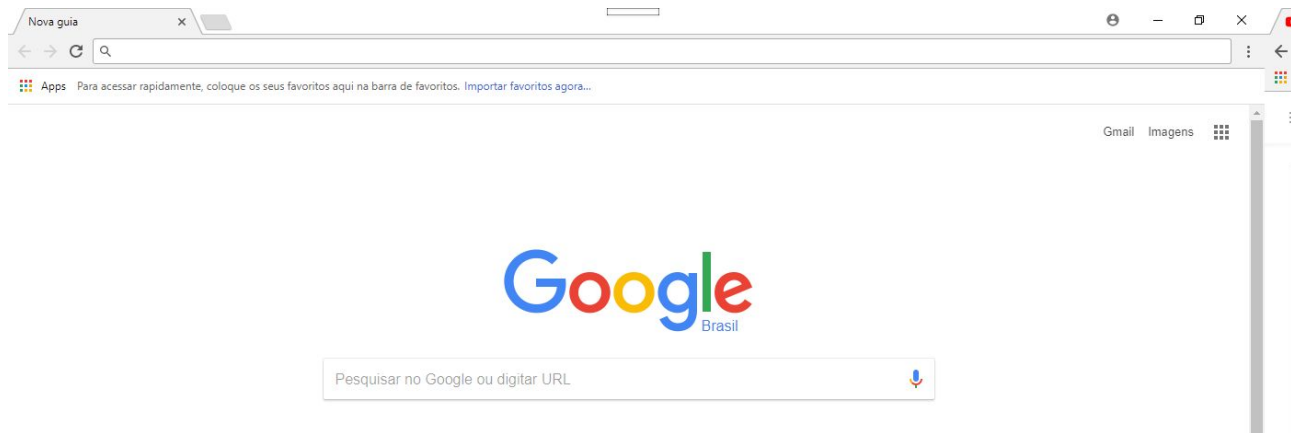 Nova guia
Apps Para acessar rapidamente, coloque os seus favoritos aqui na barra de favoritos. Importar favoritos agora...
Gmail Imagens
Google
Brasil
Pesquisar no Google ou digitar URL